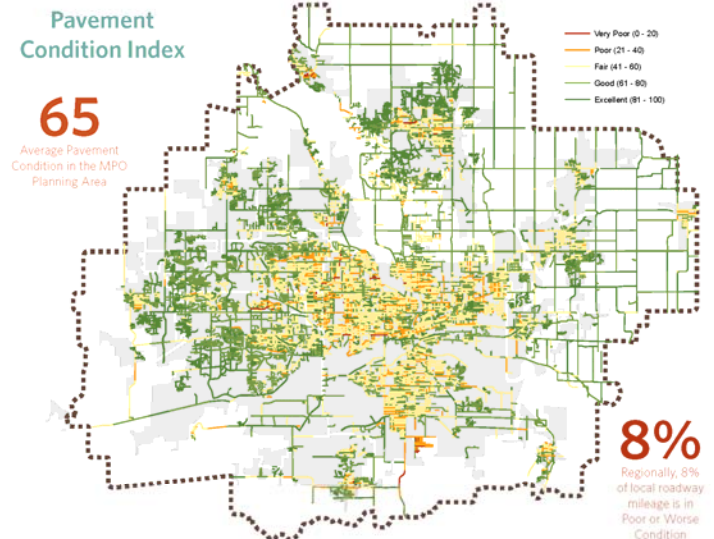 Pavement
Condition Index
65
Average Pavement
Condition in the MPO
Planning Area
Very Poor (0 - 20)
Poor (21 - 40)
Fair (41 - 60)
Good (61 - 80)
Excellent (81 - 100)
8%
Regionally, 8%
of local roadway
mileage is in
Poor or Worse
Condition